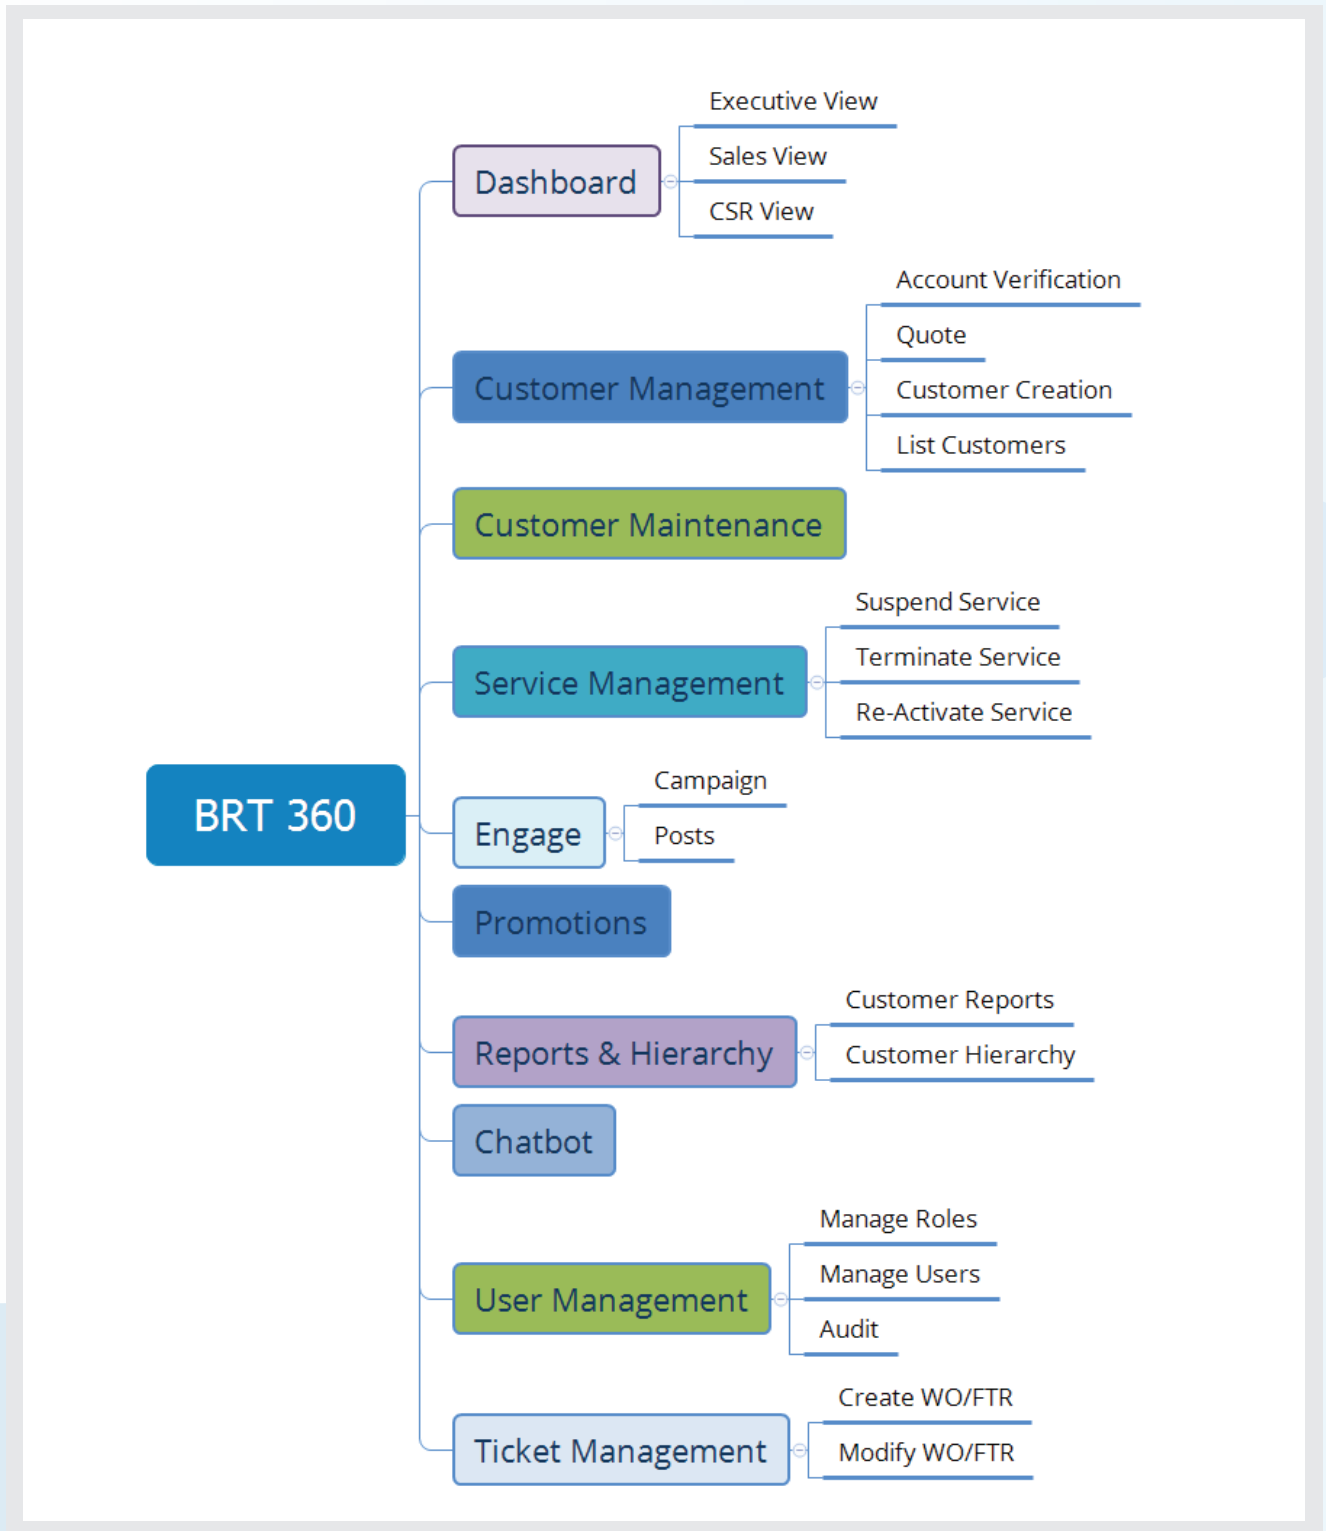 Executive View
Dashboard
Sales View
CSR View
Account Verification
Quote
Customer Management
Customer Creation
List Customers
Customer Maintenance
Suspend Service
Service Management
Terminate Service
Re-Activate Service
BRT 360
Campaign
Engage
Posts
Promotions
Customer Reports
Reports & Hierarchy
Customer Hierarchy
Chatbot
Manage Roles
User Management
Manage Users
Audit
Create WO/FTR
Ticket Management
Modify WO/FTR